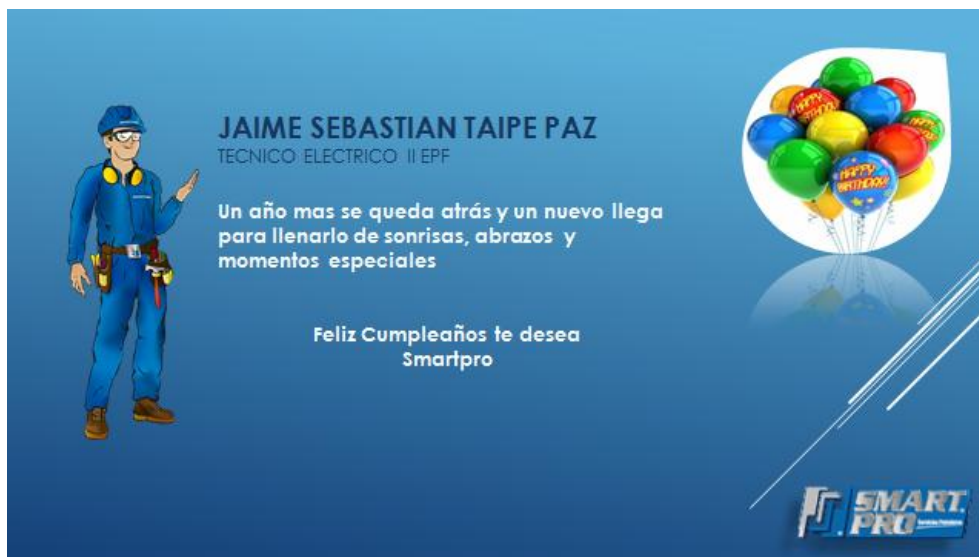 JAIME SEBASTIAN TAIPE PAZ
TECNICO ELECTRICO II EPF
Un año mas se queda atrás y un nuevo llega
para llenarlo de sonrisas, abrazos y
momentos especiales
Feliz Cumpleaños te desea
Smartpro
HAPPY
BIRTHDAY!
SMART
PRO